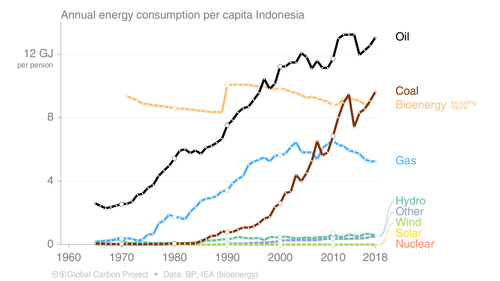 Annual energy consumption per capita Indonesia
12 GJ
per person
8
4
0
1960 1970 1980 1990 2000 2010 2018
Oil
Coal
Bioenergy excluding liquids
Gas
Hydro
Other
Wind
Solar
Nuclear
Global Carbon Project • Data: BP, IEA (bioenergy)